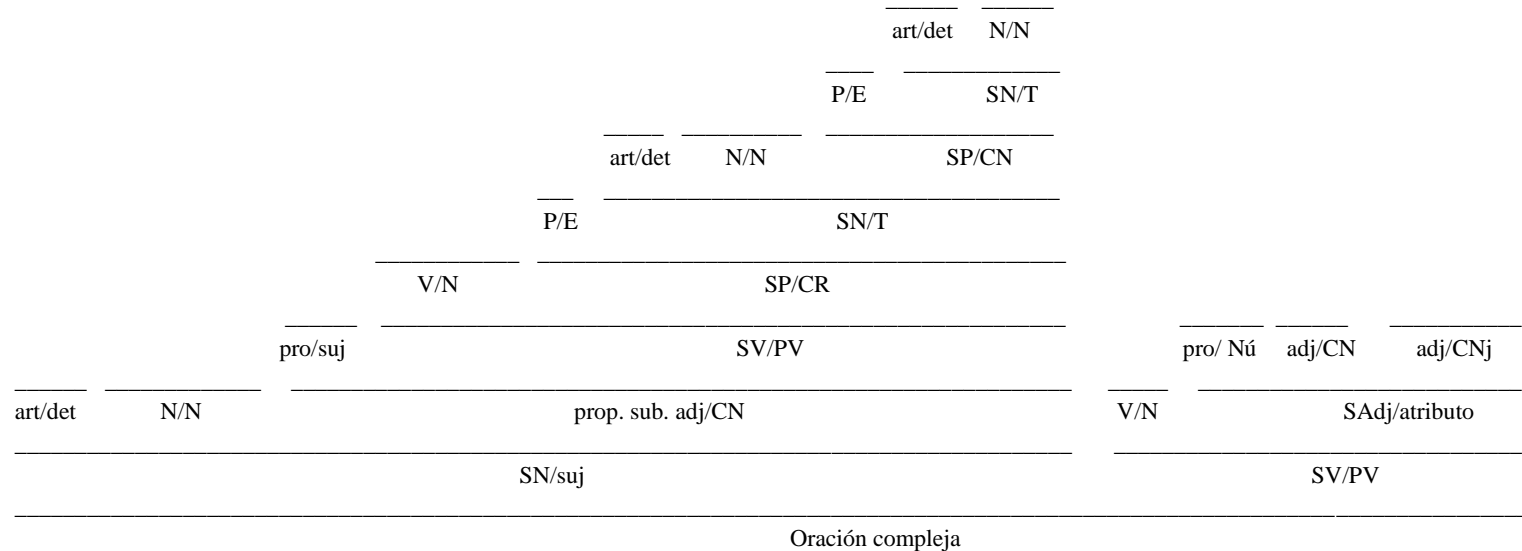 art/det N/N
P/E SN/T
art/det N/N SP/CN
P/E SN/T
V/N SP/CR
pro/suj SV/PV pro/ Nú adj/CN adj/CNj
art/det N/N prop. sub. adj/CN V/N SAdj/atributo
SN/suj SV/PV
Oración compleja